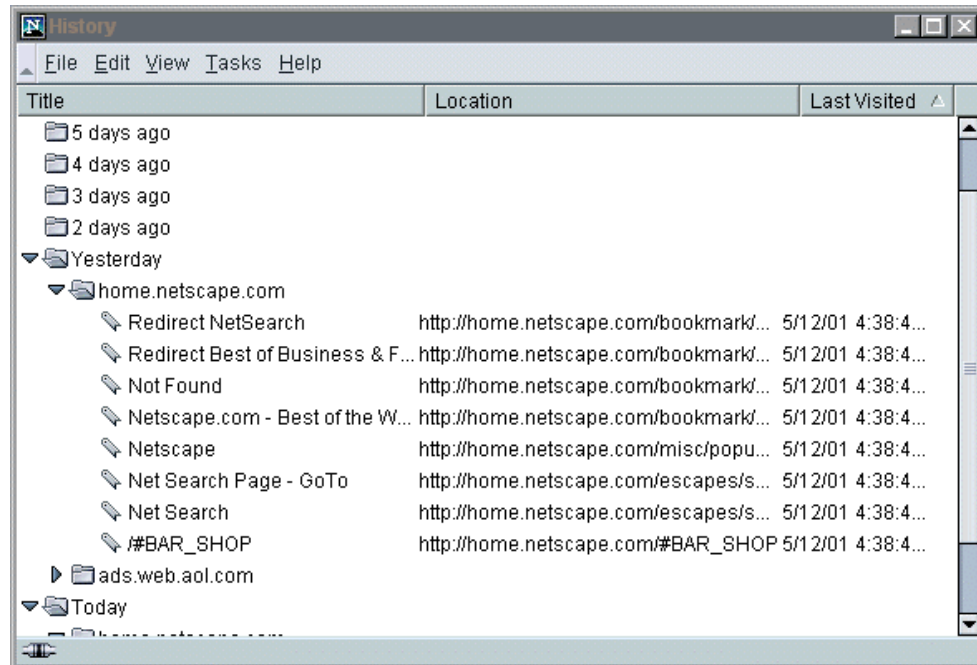 History
File Edit View Tasks Help
Title Location Last Visited
5 days ago
4 days ago
3 days ago
2 days ago
Yesterday
home.netscape.com
Redirect NetSearch http://home.netscape.com/bookmark/... 5/12/01 4:38:4...
Redirect Best of Business & F... http://home.netscape.com/bookmark/... 5/12/01 4:38:4...
Not Found http://home.netscape.com/bookmark/... 5/12/01 4:38:4...
Netscape.com - Best of the W... http://home.netscape.com/bookmark/... 5/12/01 4:38:4...
Netscape http://home.netscape.com/misc/popu... 5/12/01 4:38:4...
Net Search Page - GoTo http://home.netscape.com/escapes/s... 5/12/01 4:38:4...
Net Search http://home.netscape.com/escapes/s... 5/12/01 4:38:4...
/#BAR_SHOP http://home.netscape.com/#BAR_SHOP 5/12/01 4:38:4...
ads.web.aol.com
Today